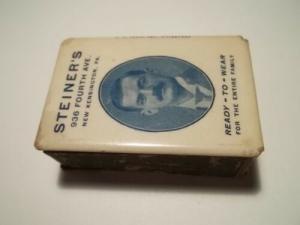 STEINER'S
936 FOURTH AVE.
NEW KENSINGTON, PA.
READY-TO-WEAR
FOR THE ENTIRE FAMILY